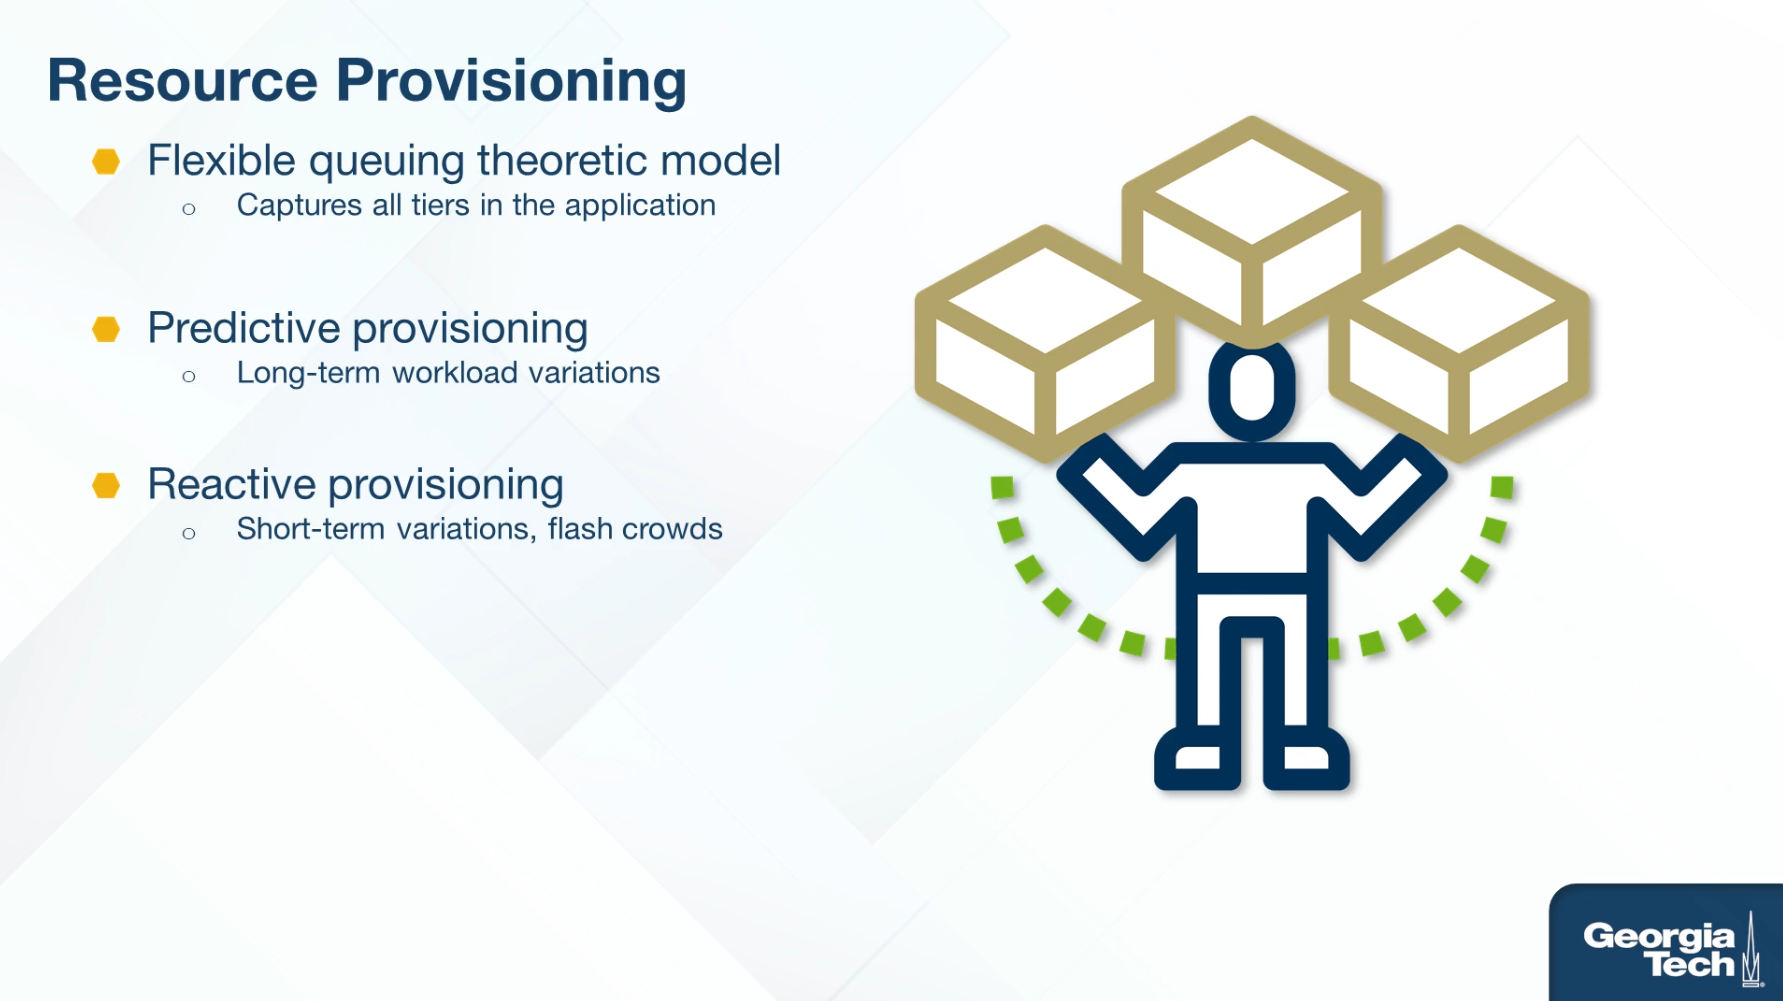 Resource Provisioning
Flexible queuing theoretic model
Captures all tiers in the application
Predictive provisioning
Long-term workload variations
Reactive provisioning
Short-term variations, flash crowds
Georgia
Tech